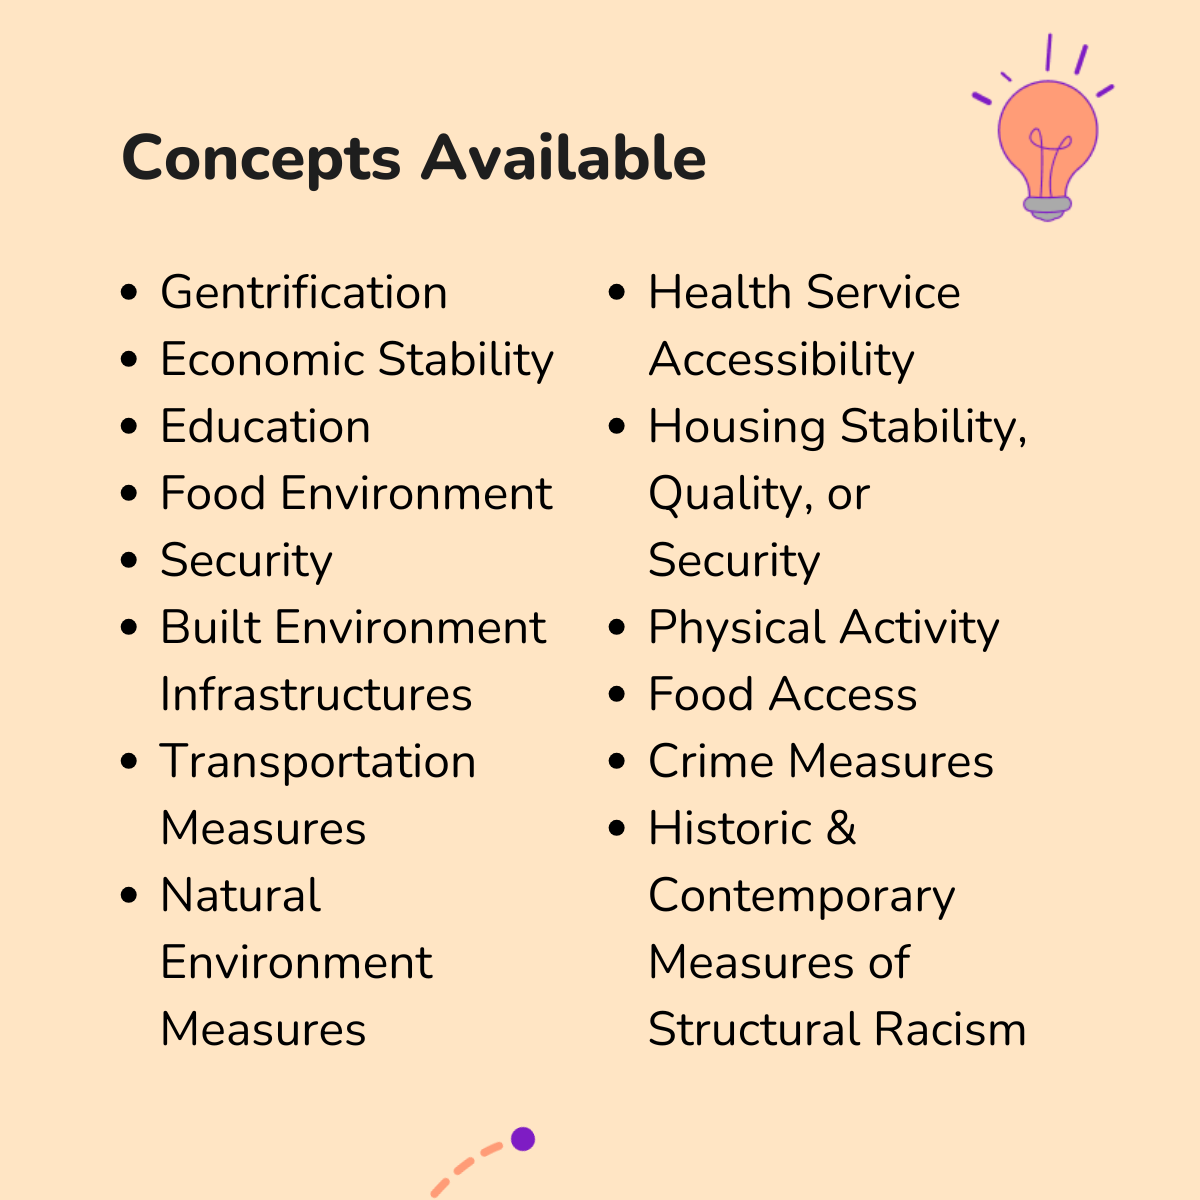 Concepts Available
• Gentrification
• Economic Stability
• Education
• Food Environment
• Security
• Built Environment
Infrastructures
• Transportation
Measures
• Natural
Environment
Measures
• Health Service
Accessibility
• Housing Stability,
Quality, or
Security
• Physical Activity
• Food Access
• Crime Measures
• Historic &
Contemporary
Measures of
Structural Racism